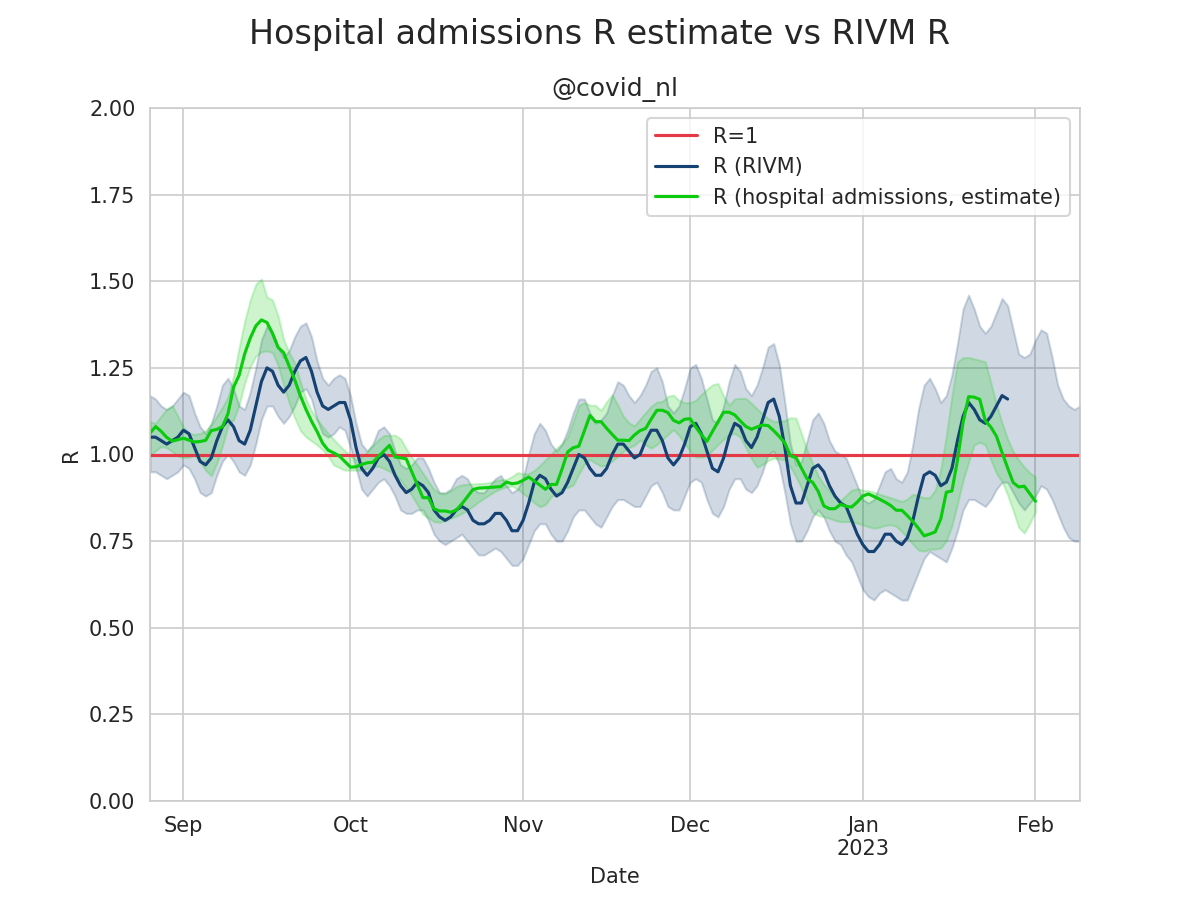 Hospital admissions R estimate vs RIVM R
@covid_nl
R=1
R (RIVM)
R (hospital admissions, estimate)
2.00
1.75
1.50
1.25
1.00
0.75
0.50
0.25
0.00
R
Sep
Oct
Nov
Dec
Jan
2023
Feb
Date